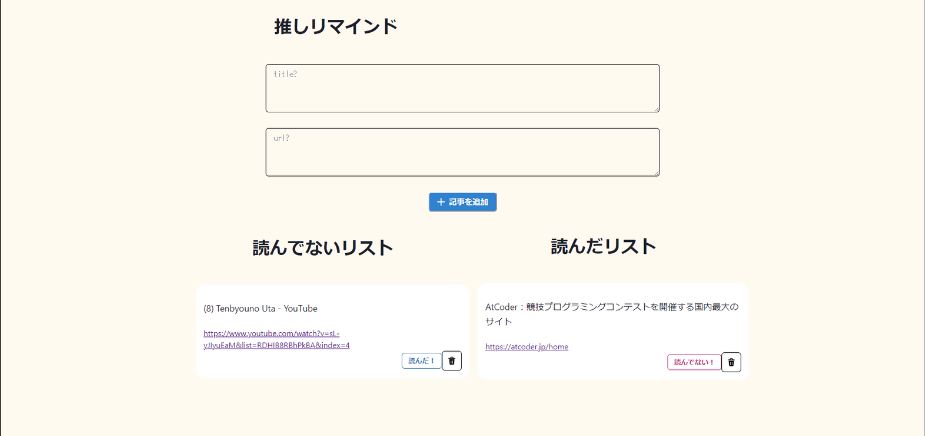 推しリマインド
title?
url?
+ 記事を追加
読んでないリスト
読んだリスト
(8) Tenbyouno Uta - YouTube
https://www.youtube.com/watch?v=sL-
yJIyuEaM&list=RDHI88RBhPk8A&index=4
読んだ！
AtCoder：競技プログラミングコンテストを開催する国内最大の
サイト
https://atcoder.jp/home
読んでない！